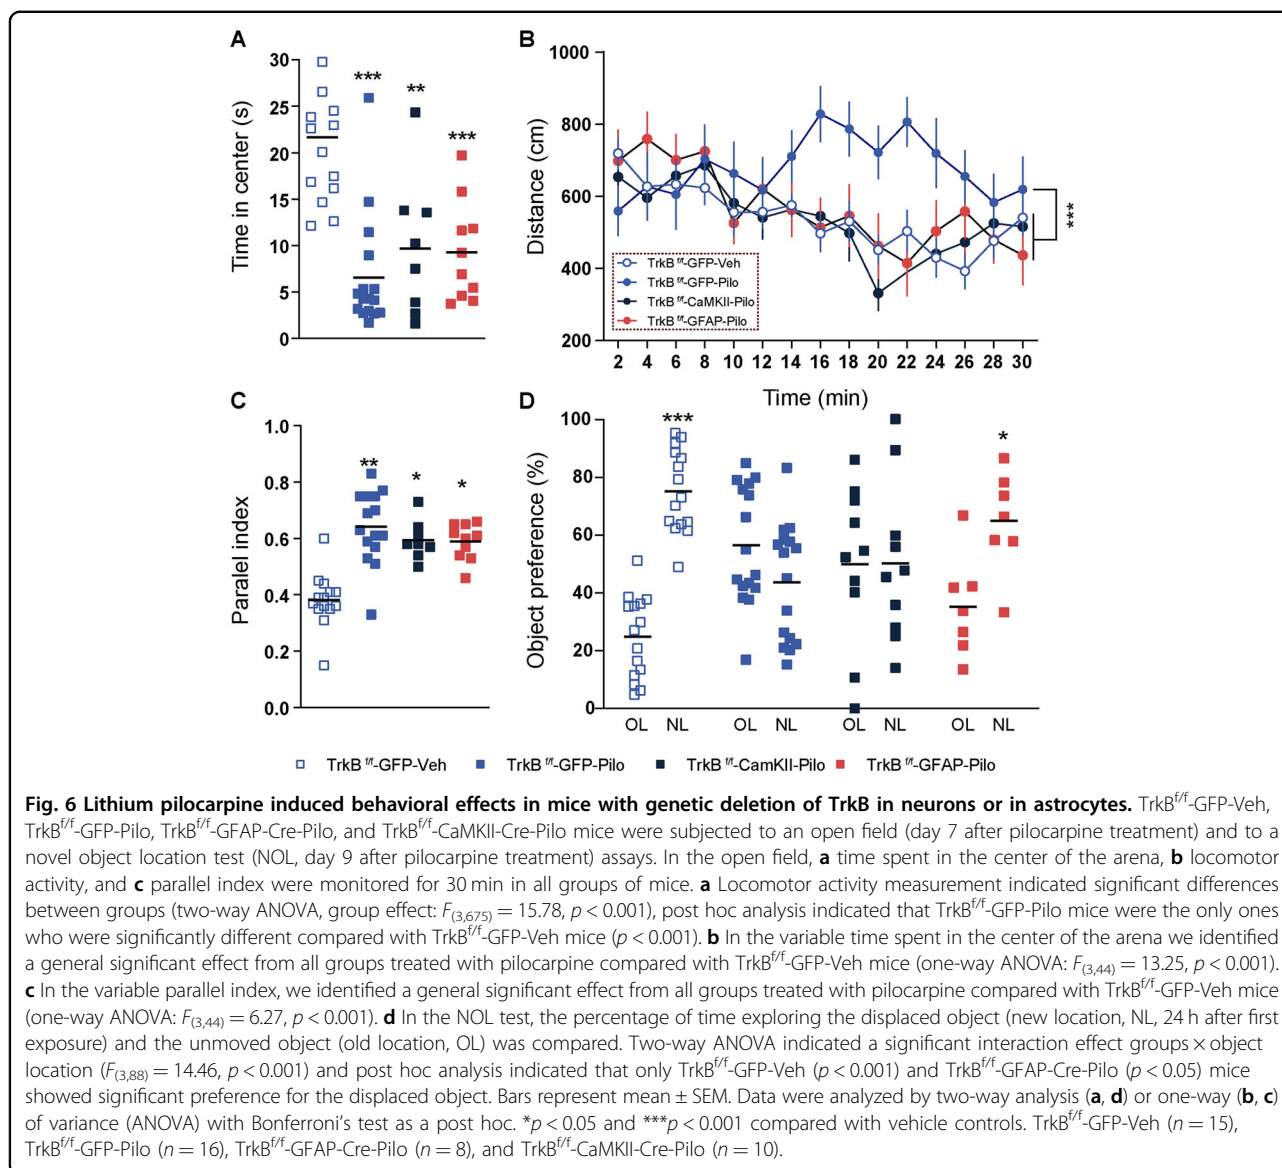 A
Time in center (s)
30
25
20
15
10
5
0
***
**
***
B
Distance (cm)
1000
800
600
400
200
TrkB f/f-GFP-Veh
TrkB f/f-GFP-Pilo
TrkB f/f-CaMKII-Pilo
TrkB f/f-GFAP-Pilo
***
2 4 6 8 10 12 14 16 18 20 22 24 26 28 30
Time (min)
C
Paralel index
1.0
0.8
0.6
0.4
0.2
0.0
**
*
*
D
Object preference (%)
100
80
60
40
20
0
***
*
OL NL OL NL OL NL OL NL
TrkB f/f-GFP-Veh TrkB f/f-GFP-Pilo TrkB f/f-CamKII-Pilo TrkB f/f-GFAP-Pilo
Fig. 6 Lithium pilocarpine induced behavioral effects in mice with genetic deletion of TrkB in neurons or in astrocytes. TrkBf/f-GFP-Veh,
TrkBf/f-GFP-Pilo, TrkBf/f-GFAP-Cre-Pilo, and TrkBf/f-CaMKII-Cre-Pilo mice were subjected to an open field (day 7 after pilocarpine treatment) and to a
novel object location test (NOL, day 9 after pilocarpine treatment) assays. In the open field, a time spent in the center of the arena, b locomotor
activity, and c parallel index were monitored for 30 min in all groups of mice. a Locomotor activity measurement indicated significant differences
between groups (two-way ANOVA, group effect: F(3,675) = 15.78, p < 0.001), post hoc analysis indicated that TrkBf/f-GFP-Pilo mice were the only ones
who were significantly different compared with TrkBf/f-GFP-Veh mice (p < 0.001). b In the variable time spent in the center of the arena we identified
a general significant effect from all groups treated with pilocarpine compared with TrkBf/f-GFP-Veh mice (one-way ANOVA: F(3,44) = 13.25, p < 0.001).
c In the variable parallel index, we identified a general significant effect from all groups treated with pilocarpine compared with TrkBf/f-GFP-Veh mice
(one-way ANOVA: F(3,44) = 6.27, p < 0.001). d In the NOL test, the percentage of time exploring the displaced object (new location, NL, 24 h after first
exposure) and the unmoved object (old location, OL) was compared. Two-way ANOVA indicated a significant interaction effect groups × object
location (F(3,88) = 14.46, p < 0.001) and post hoc analysis indicated that only TrkBf/f-GFP-Veh (p < 0.001) and TrkBf/f-GFAP-Cre-Pilo (p < 0.05) mice
showed significant preference for the displaced object. Bars represent mean ± SEM. Data were analyzed by two-way analysis (a, d) or one-way (b, c)
of variance (ANOVA) with Bonferroni's test as a post hoc. *p < 0.05 and ***p < 0.001 compared with vehicle controls. TrkBf/f-GFP-Veh (n = 15),
TrkBf/f-GFP-Pilo (n = 16), TrkBf/f-GFAP-Cre-Pilo (n = 8), and TrkBf/f-CaMKII-Cre-Pilo (n = 10).